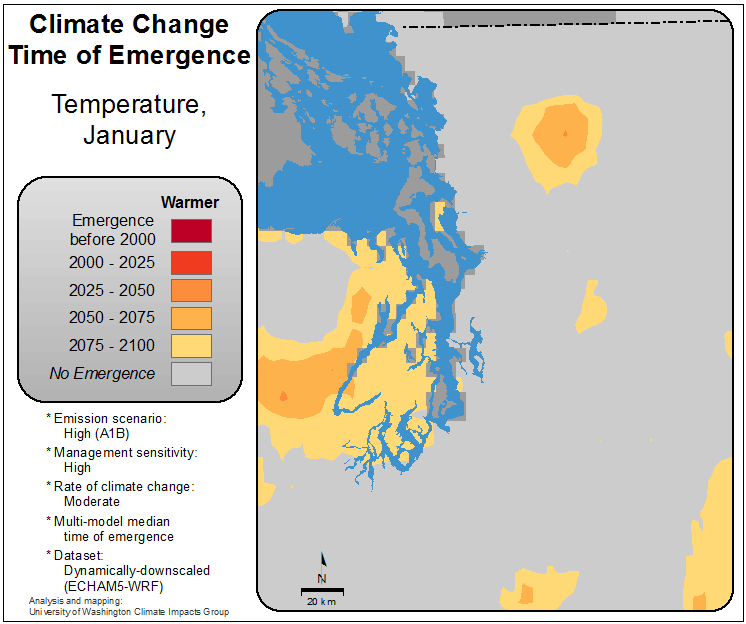 Climate Change
Time of Emergence
Temperature,
January
Warmer
Emergence
before 2000
2000 - 2025
2025 - 2050
2050 - 2075
2075 - 2100
No Emergence
* Emission scenario:
High (A1B)
* Management sensitivity:
High
* Rate of climate change:
Moderate
* Multi-model median
time of emergence
* Dataset:
Dynamically-downscaled
(ECHAM5-WRF)
Analysis and mapping:
University of Washington Climate Impacts Group
N
20 km